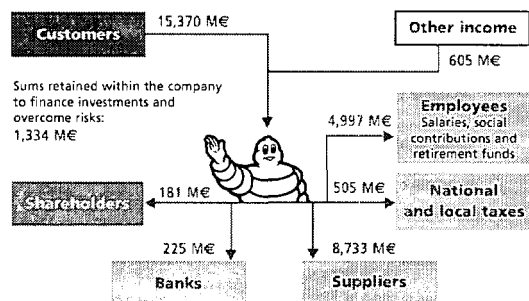 Customers
15,370 M€
Other income
605 M€
Sums retained within the company
to finance investments and
overcome risks:
1,334 M€
4,997 M€
Employees
Salaries, social
contributions and
retirement funds
Shareholders
181 M€
505 M€
National
and local taxes
225 M€
8,733 M€
Banks
Suppliers